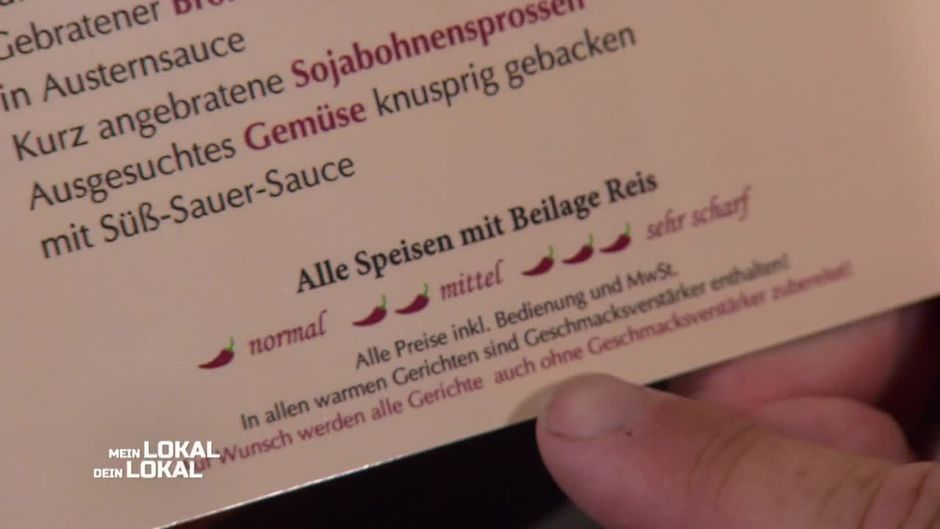 Gebratener
in Austernsauce
Kurz angebratene Sojabohnensprossen
Ausgesuchtes Gemüse knusprig gebacken
mit Süß-Sauer-Sauce
Alle Speisen mit Beilage Reis
normal mittel sehr scharf
Alle Preise inkl. Bedienung und MwSt.
In allen warmen Gerichten sind Geschmacksverstärker enthalten!
Wunsch werden alle Gerichte auch ohne Geschmacksverstärker zubereitet!
MEIN LOKAL
DEIN LOKAL